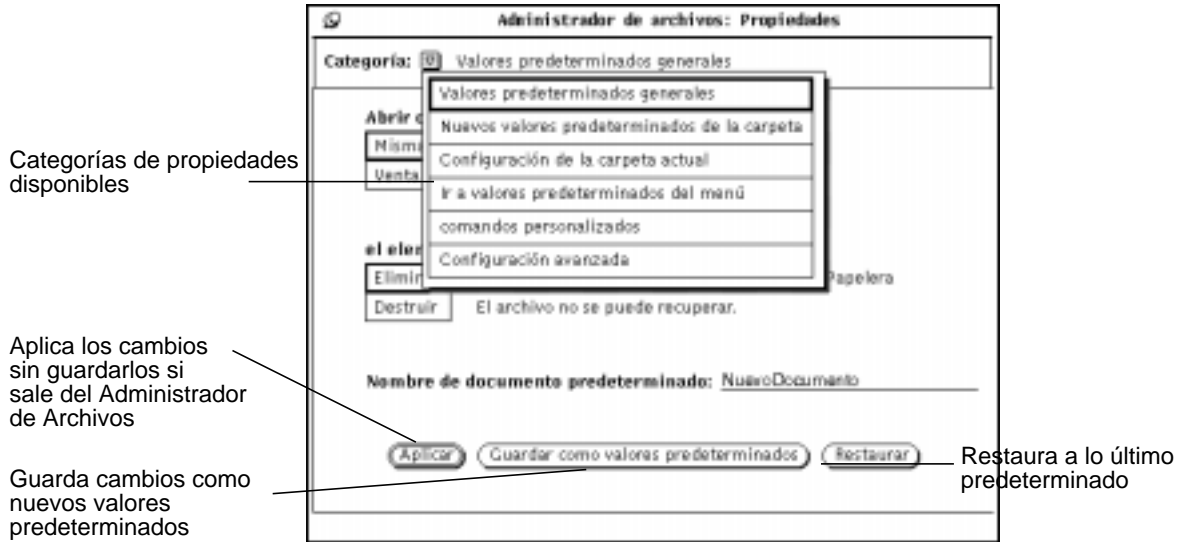 Administrador de archivos: Propiedades
Categoría: Valores predeterminados generales
Valores predeterminados generales
Abrir
Nuevos valores predeterminados de la carpeta
Configuración de la carpeta actual
Ir a valores predeterminados del menú
comandos personalizados
Configuración avanzada
el
Papelera
Destruir El archivo no se puede recuperar.
Nombre de documento predeterminado: NuevoDocumento
Aplicar Guardar como valores predeterminados Restaurar
Categorías de propiedades
disponibles
Aplica los cambios
sin guardarlos si
sale del Administrador
de Archivos
Guarda cambios como
nuevos valores
predeterminados
Restaura a lo último
predeterminado